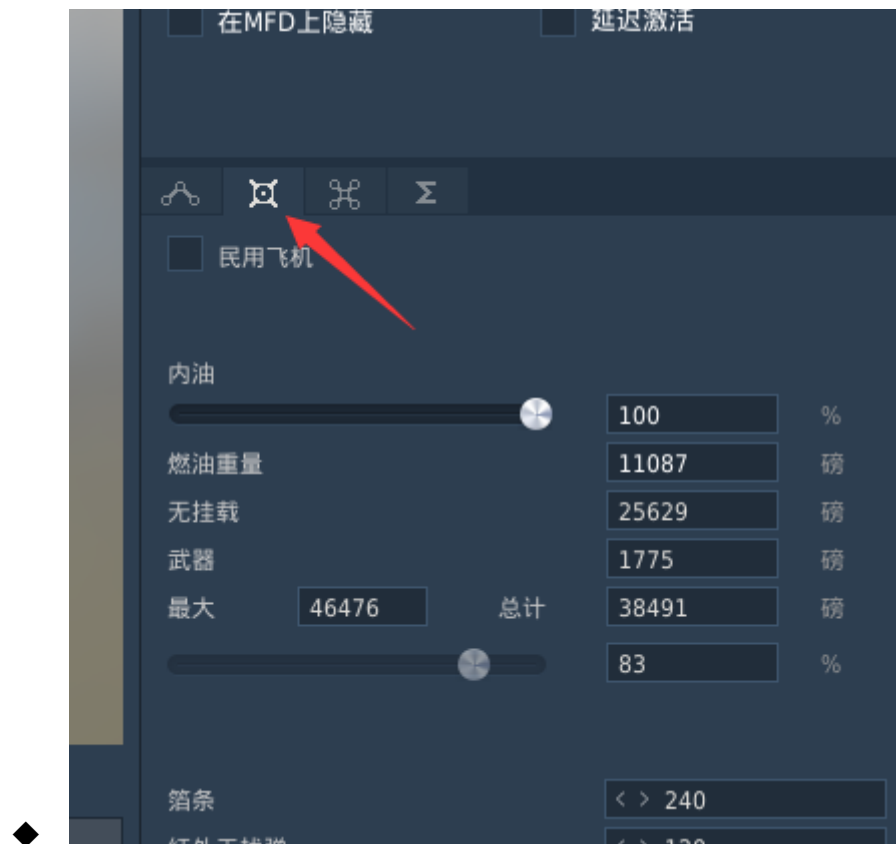 在MFD上隐藏 延迟激活
Σ
民用飞机
内油
100 %
燃油重量 11087 磅
无挂载 25629 磅
武器 1775 磅
最大 46476 总计 38491 磅
83 %
箔条 < > 240